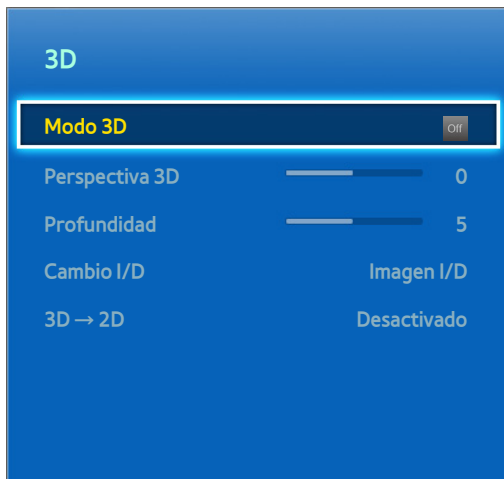 3D
Modo 3D Off
Perspectiva 3D 0
Profundidad 5
Cambio I/D Imagen I/D
3D → 2D Desactivado